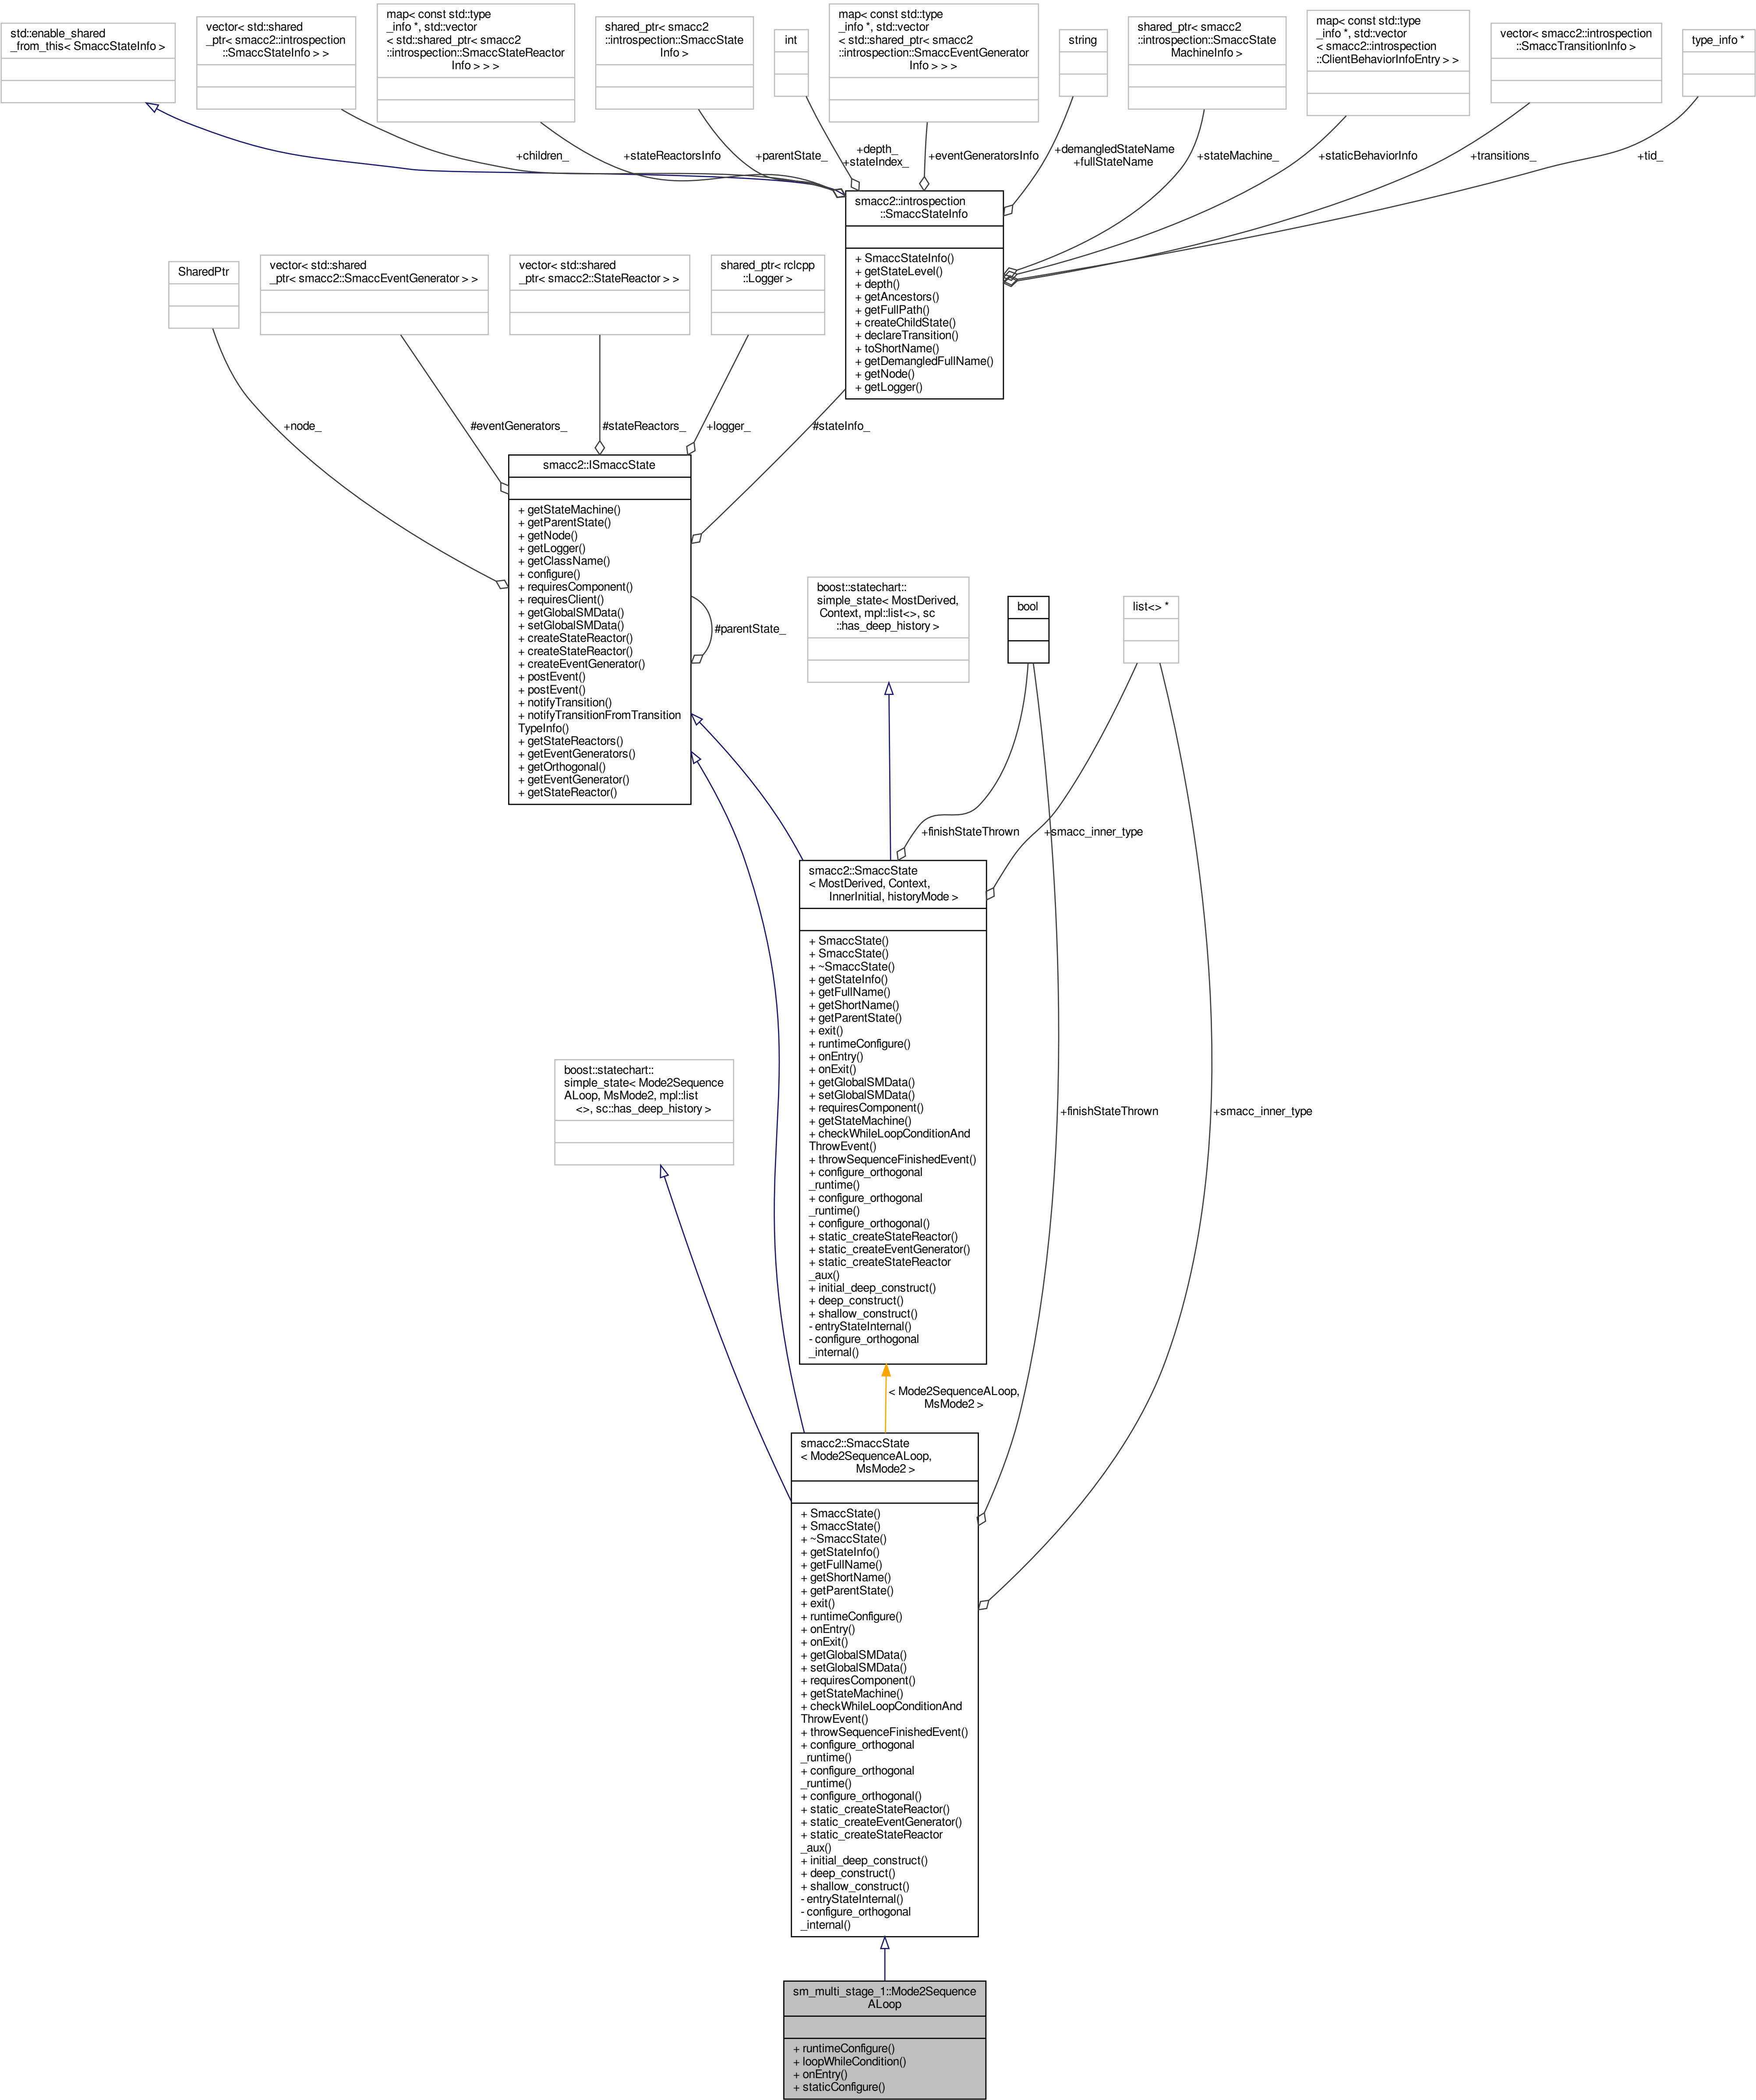 std::enable_shared
_from_this< SmaccStateInfo >
vector< std::shared
_ptr< smacc2::introspection
::SmaccStateInfo > >
map< const std::type
_info *, std::vector
< std::shared_ptr< smacc2
::introspection::SmaccStateReactor
Info > > >
shared_ptr< smacc2
::introspection::SmaccState
Info >
int
map< const std::type
_info *, std::vector
< std::shared_ptr< smacc2
::introspection::SmaccEventGenerator
Info > > >
string
shared_ptr< smacc2
::introspection::SmaccState
MachineInfo >
map< const std::type
_info *, std::vector
< smacc2::introspection
::ClientBehaviorInfoEntry > >
vector< smacc2::introspection
::SmaccTransitionInfo >
type_info *
+children_
+stateReactorsInfo
+parentState_
+depth_
+stateIndex_
+eventGeneratorsInfo
+demangledStateName
+fullStateName
+stateMachine_
+staticBehaviorInfo
+transitions_
+tid_
smacc2::introspection
::SmaccStateInfo
+ SmaccStateInfo()
+ getStateLevel()
+ depth()
+ getAncestors()
+ getFullPath()
+ createChildState()
+ declareTransition()
+ toShortName()
+ getDemangledFullName()
+ getNode()
+ getLogger()
SharedPtr
vector< std::shared
_ptr< smacc2::SmaccEventGenerator > >
vector< std::shared
_ptr< smacc2::StateReactor > >
shared_ptr< rclcpp
::Logger >
+node_
#eventGenerators_
#stateReactors_
+logger_
#stateInfo_
smacc2::ISmaccState
+ getStateMachine()
+ getParentState()
+ getNode()
+ getLogger()
+ getClassName()
+ configure()
+ requiresComponent()
+ requiresClient()
+ getGlobalSMData()
+ setGlobalSMData()
+ createStateReactor()
+ createStateReactor()
+ createEventGenerator()
+ postEvent()
+ postEvent()
+ notifyTransition()
+ notifyTransitionFromTransition
TypeInfo()
+ getStateReactors()
+ getEventGenerators()
+ getOrthogonal()
+ getEventGenerator()
+ getStateReactor()
#parentState_
boost::statechart::
simple_state< MostDerived,
Context, mpl::list<>, sc
::has_deep_history >
bool
list<> *
+finishStateThrown
+smacc_inner_type
smacc2::SmaccState
< MostDerived, Context,
InnerInitial, historyMode >
+ SmaccState()
+ SmaccState()
+ ~SmaccState()
+ getStateInfo()
+ getFullName()
+ getShortName()
+ getParentState()
+ exit()
+ runtimeConfigure()
+ onEntry()
+ onExit()
+ getGlobalSMData()
+ setGlobalSMData()
+ requiresComponent()
+ getStateMachine()
+ checkWhileLoopConditionAnd
ThrowEvent()
+ throwSequenceFinishedEvent()
+ configure_orthogonal
_runtime()
+ configure_orthogonal
_runtime()
+ configure_orthogonal()
+ static_createStateReactor()
+ static_createEventGenerator()
+ static_createStateReactor
_aux()
+ initial_deep_construct()
+ deep_construct()
+ shallow_construct()
- entryStateInternal()
- configure_orthogonal
_internal()
boost::statechart::
simple_state< Mode2Sequence
ALoop, MsMode2, mpl::list
<>, sc::has_deep_history >
+finishStateThrown
+smacc_inner_type
< Mode2SequenceALoop,
MsMode2 >
smacc2::SmaccState
< Mode2SequenceALoop,
MsMode2 >
+ SmaccState()
+ SmaccState()
+ ~SmaccState()
+ getStateInfo()
+ getFullName()
+ getShortName()
+ getParentState()
+ exit()
+ runtimeConfigure()
+ onEntry()
+ onExit()
+ getGlobalSMData()
+ setGlobalSMData()
+ requiresComponent()
+ getStateMachine()
+ checkWhileLoopConditionAnd
ThrowEvent()
+ throwSequenceFinishedEvent()
+ configure_orthogonal
_runtime()
+ configure_orthogonal
_runtime()
+ configure_orthogonal()
+ static_createStateReactor()
+ static_createEventGenerator()
+ static_createStateReactor
_aux()
+ initial_deep_construct()
+ deep_construct()
+ shallow_construct()
- entryStateInternal()
- configure_orthogonal
_internal()
sm_multi_stage_1::Mode2Sequence
ALoop
+ runtimeConfigure()
+ loopWhileCondition()
+ onEntry()
+ staticConfigure()